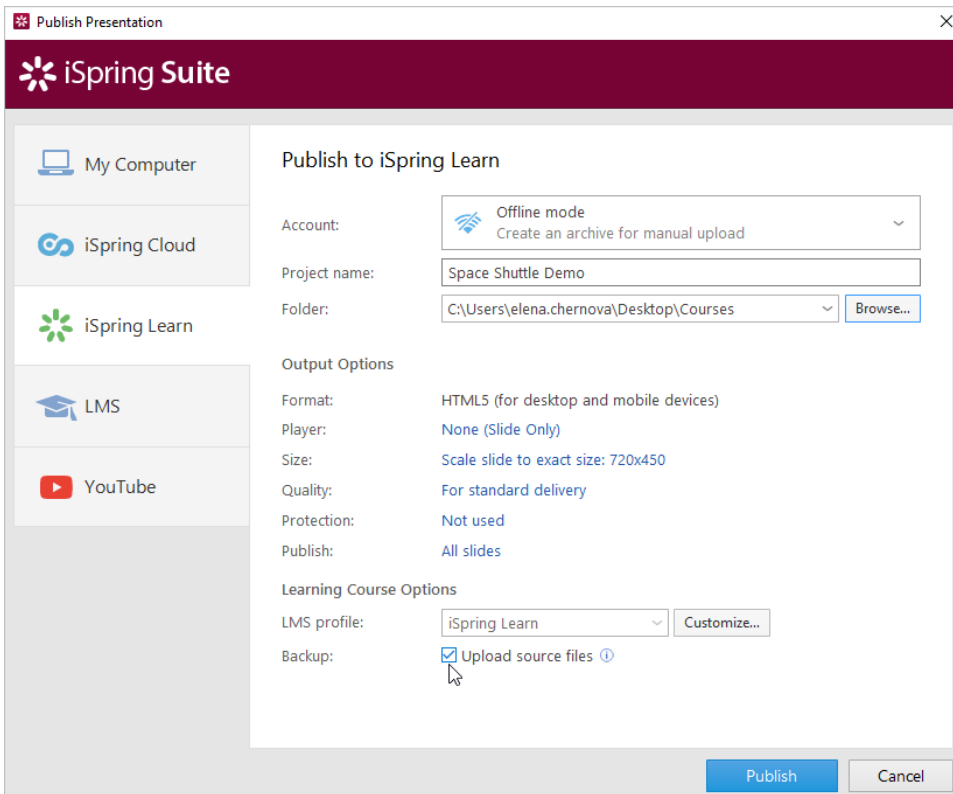 Publish Presentation
iSpring Suite
My Computer
iSpring Cloud
iSpring Learn
LMS
YouTube
Publish to iSpring Learn
Account:
Offline mode
Create an archive for manual upload
Project name:
Space Shuttle Demo
Folder:
C:\Users\elena.chernova\Desktop\Courses
Browse...
Output Options
Format:
HTML5 (for desktop and mobile devices)
Player:
None (Slide Only)
Size:
Scale slide to exact size: 720x450
Quality:
For standard delivery
Protection:
Not used
Publish:
All slides
Learning Course Options
LMS profile:
iSpring Learn
Customize...
Backup:
Upload source files
Publish
Cancel